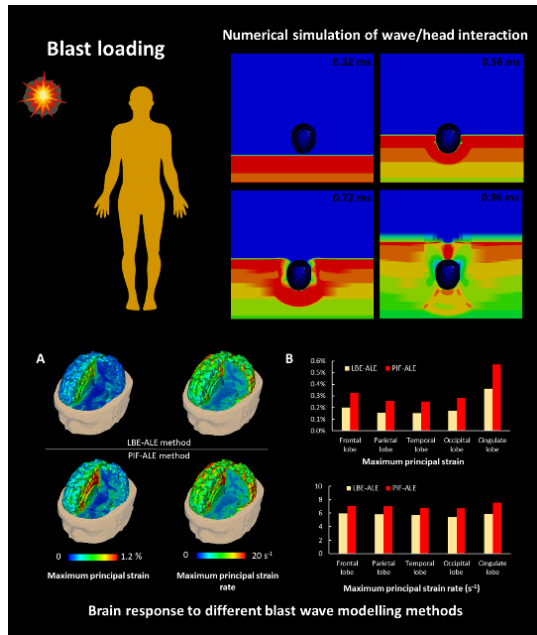 Blast loading
Numerical simulation of wave/head interaction
0.32 ms
0.56 ms
0.72 ms
0.96 ms
A
LBE-ALE method
PIF-ALE method
0
1.2 %
Maximum principal strain
0
20 s⁻¹
Maximum principal strain
rate
B
LBE-ALE
PIF-ALE
0.6%
0.5%
0.4%
0.3%
0.2%
0.1%
0.0%
Frontal
lobe
Parietal
lobe
Temporal
lobe
Occipital
lobe
Cingulate
lobe
Maximum principal strain
LBE-ALE
PIF-ALE
10
8
6
4
2
0
Frontal
lobe
Parietal
lobe
Temporal
lobe
Occipital
lobe
Cingulate
lobe
Maximum principal strain rate (s⁻¹)
Brain response to different blast wave modelling methods